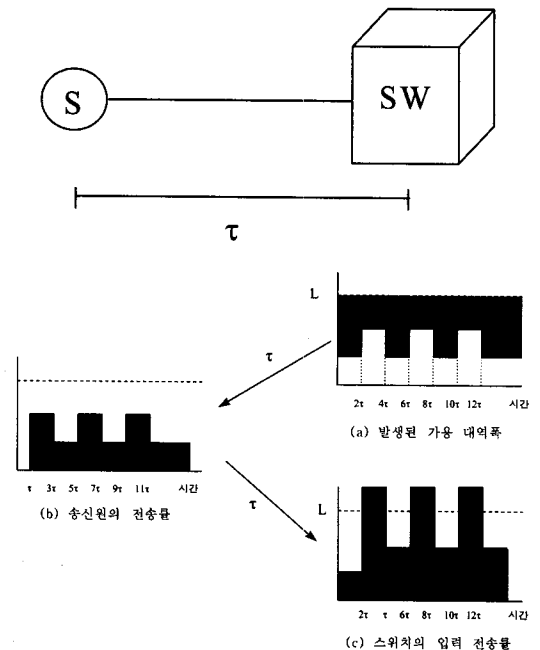 S
SW
τ
L
2τ 4τ 6τ 8τ 10τ 12τ 시간
(a) 발생된 가용 대역폭
τ
τ 3τ 5τ 7τ 9τ 11τ 시간
(b) 송신원의 전송률
τ
L
2τ τ 6τ 8τ 10τ 12τ 시간
(c) 스위치의 입력 전송률